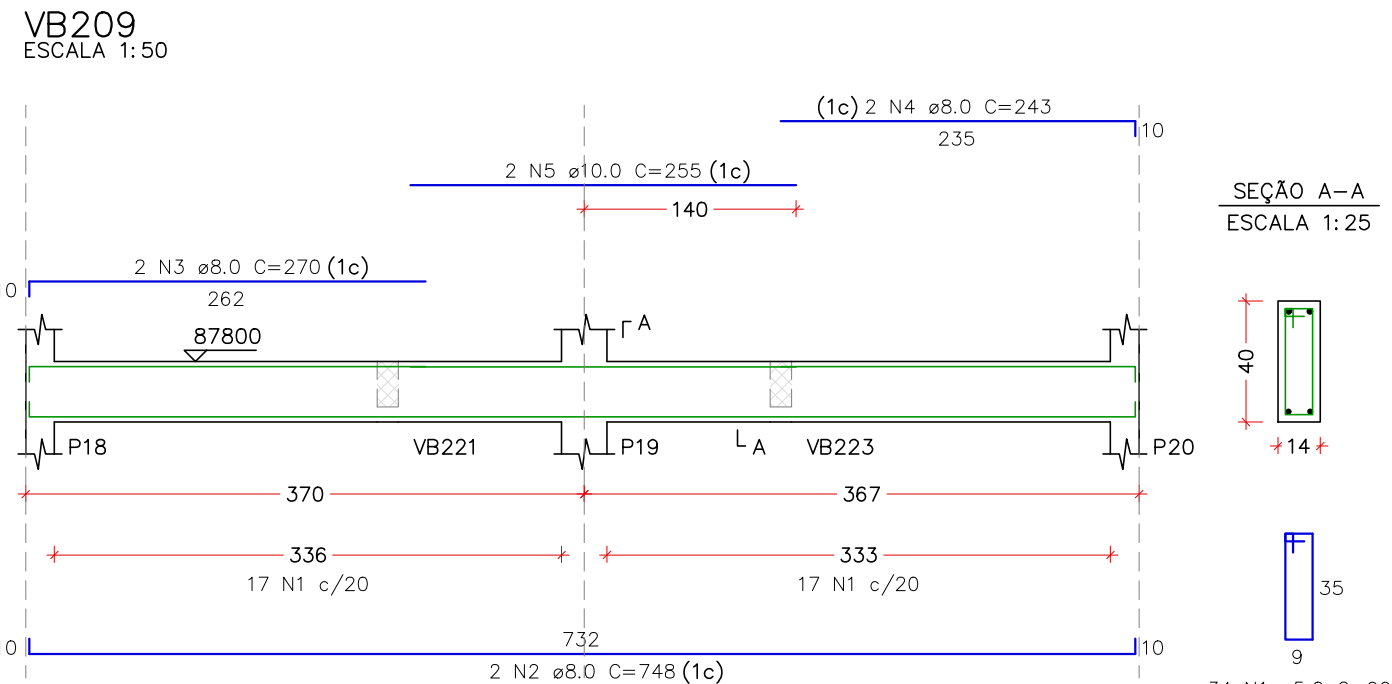 VB209
ESCALA 1:50
(1c) 2 N4 ø8.0 C=243
10
235
2 N5 ø10.0 C=255 (1c)
140
SEÇÃO A-A
ESCALA 1:25
2 N3 ø8.0 C=270 (1c)
262
87800
A
40
14
P18
VB221
P19
A
VB223
P20
370
367
336
333
17 N1 c/20
17 N1 c/20
35
9
732
10
2 N2 ø8.0 C=748 (1c)